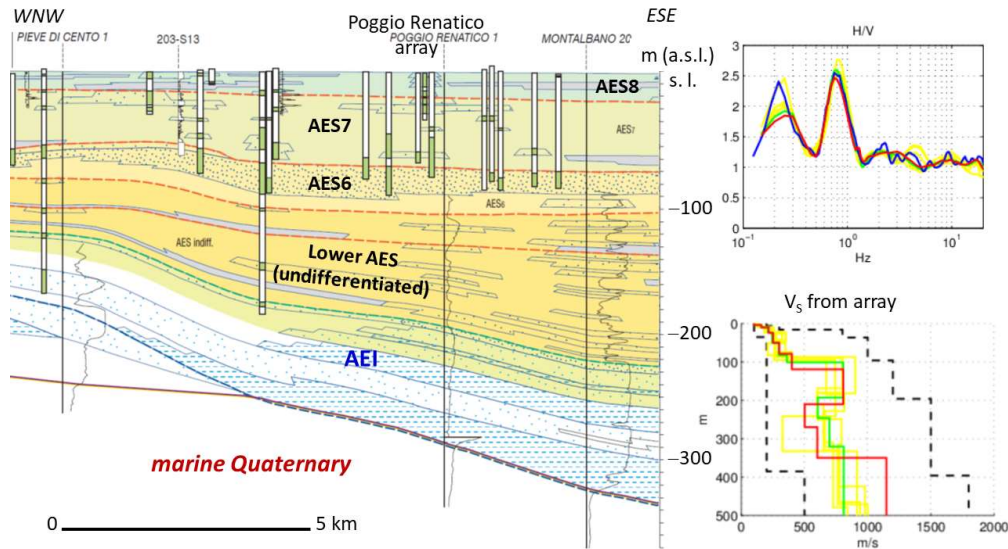 WNW
Poggio Renatico
array
ESE
PIEVE DI CENTO 1
203-S13
POGGIO RENATICO 1
MONTALBANO 20
m (a.s.l.)
s. l.
AES8
AES7
AES7
AES6
AES6
−100
AES indiff.
Lower AES
(undifferentiated)
−200
AEI
−300
marine Quaternary
0
5 km
H/V
3
2.5
2
1.5
1
0.5
0
10⁻¹
10⁰
10¹
Hz
VS from array
0
100
200
300
400
500
m
0
500
1000
1500
2000
m/s